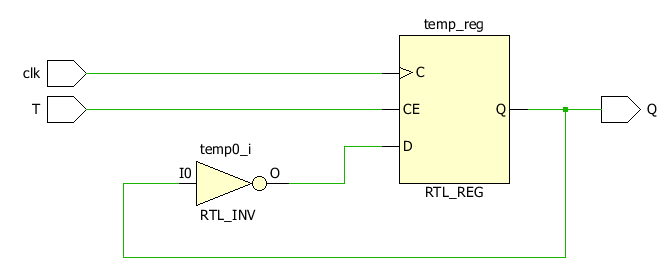 temp_reg
clk
C
T
CE
Q
Q
D
temp0_i
I0
O
RTL_INV
RTL_REG